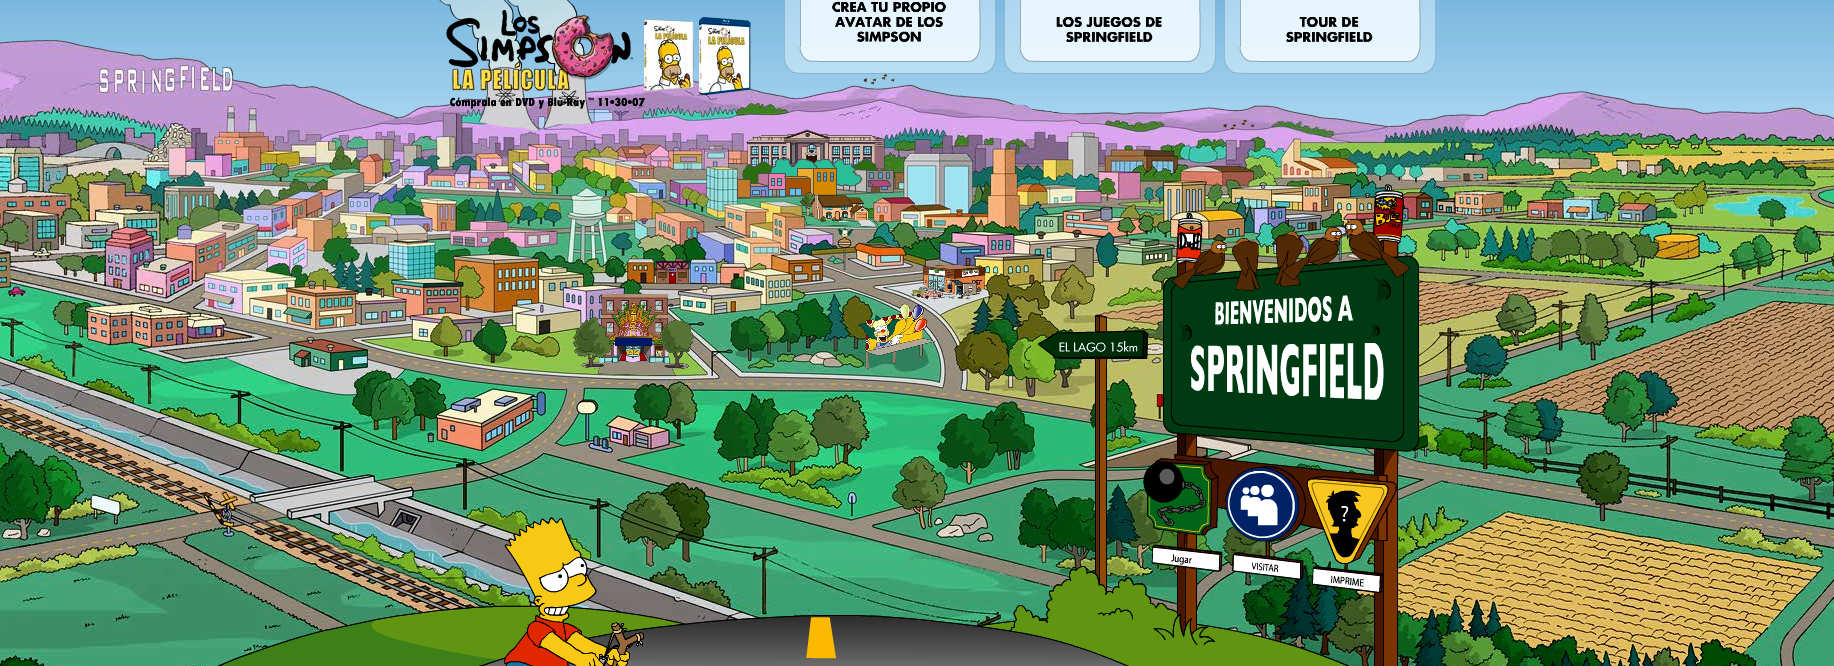 CREA TU PROPIO
AVATAR DE LOS
SIMPSON
LOS JUEGOS DE
SPRINGFIELD
TOUR DE
SPRINGFIELD
LOS
SIMPSON
LA PELÍCULA
Cómprala en DVD y Blu-Ray™ 11•30•07
SPRINGFIELD
Duff
BIENVENIDOS A
SPRINGFIELD
EL LAGO 15km
?
Jugar
VISITAR
IMPRIME